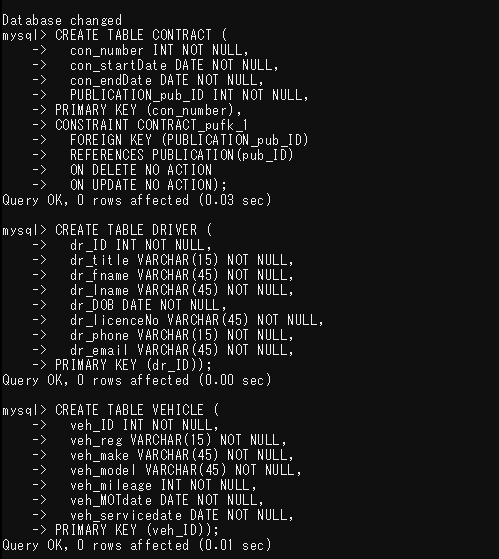 Database changed
mysql> CREATE TABLE CONTRACT (
    ->   con_number INT NOT NULL,
    ->   con_startDate DATE NOT NULL,
    ->   con_endDate DATE NOT NULL,
    ->   PUBLICATION_pub_ID INT NOT NULL,
    -> PRIMARY KEY (con_number),
    -> CONSTRAINT CONTRACT_pufk_1
    ->   FOREIGN KEY (PUBLICATION_pub_ID)
    ->   REFERENCES PUBLICATION(pub_ID)
    ->   ON DELETE NO ACTION
    ->   ON UPDATE NO ACTION);
Query OK, 0 rows affected (0.03 sec)

mysql> CREATE TABLE DRIVER (
    ->   dr_ID INT NOT NULL,
    ->   dr_title VARCHAR(15) NOT NULL,
    ->   dr_fname VARCHAR(45) NOT NULL,
    ->   dr_lname VARCHAR(45) NOT NULL,
    ->   dr_DOB DATE NOT NULL,
    ->   dr_licenceNo VARCHAR(45) NOT NULL,
    ->   dr_phone VARCHAR(15) NOT NULL,
    ->   dr_email VARCHAR(45) NOT NULL,
    -> PRIMARY KEY (dr_ID));
Query OK, 0 rows affected (0.00 sec)

mysql> CREATE TABLE VEHICLE (
    ->   veh_ID INT NOT NULL,
    ->   veh_reg VARCHAR(15) NOT NULL,
    ->   veh_make VARCHAR(45) NOT NULL,
    ->   veh_model VARCHAR(45) NOT NULL,
    ->   veh_mileage INT NOT NULL,
    ->   veh_MOTdate DATE NOT NULL,
    ->   veh_servicedate DATE NOT NULL,
    -> PRIMARY KEY (veh_ID));
Query OK, 0 rows affected (0.01 sec)